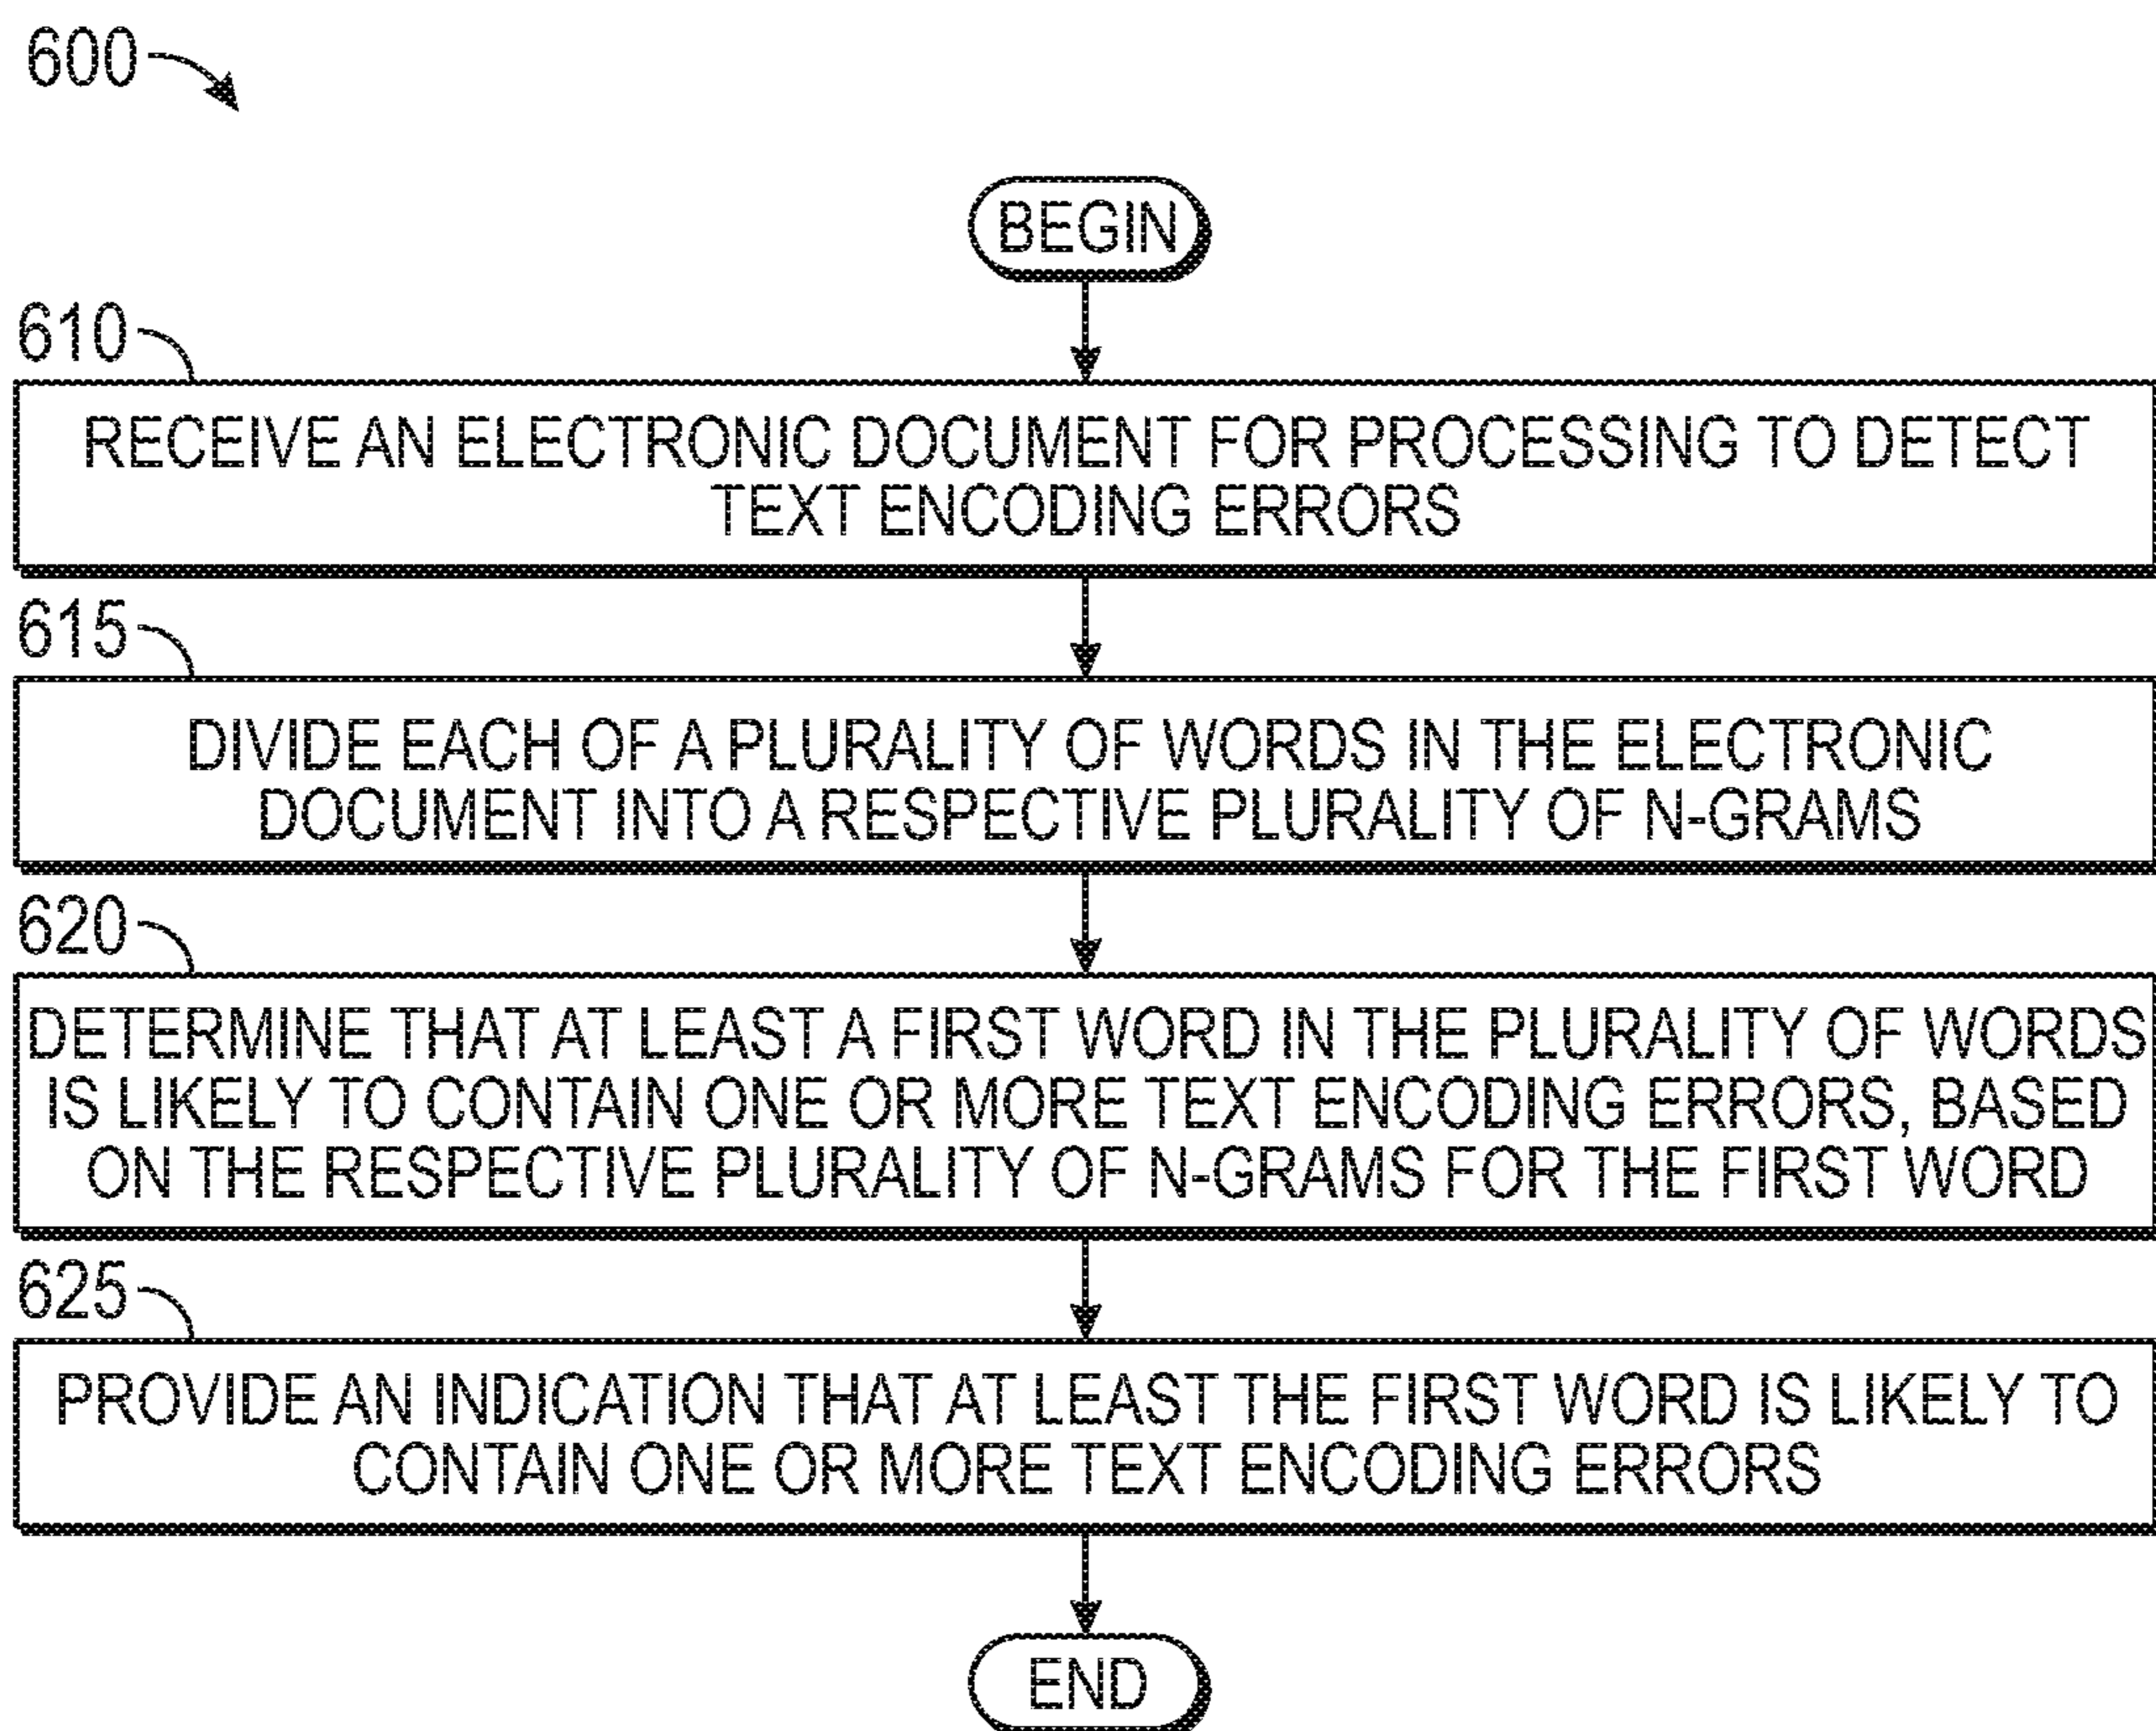 600
BEGIN
610
RECEIVE AN ELECTRONIC DOCUMENT FOR PROCESSING TO DETECT
TEXT ENCODING ERRORS
615
DIVIDE EACH OF A PLURALITY OF WORDS IN THE ELECTRONIC
DOCUMENT INTO A RESPECTIVE PLURALITY OF N-GRAMS
620
DETERMINE THAT AT LEAST A FIRST WORD IN THE PLURALITY OF WORDS
IS LIKELY TO CONTAIN ONE OR MORE TEXT ENCODING ERRORS, BASED
ON THE RESPECTIVE PLURALITY OF N-GRAMS FOR THE FIRST WORD
625
PROVIDE AN INDICATION THAT AT LEAST THE FIRST WORD IS LIKELY TO
CONTAIN ONE OR MORE TEXT ENCODING ERRORS
END